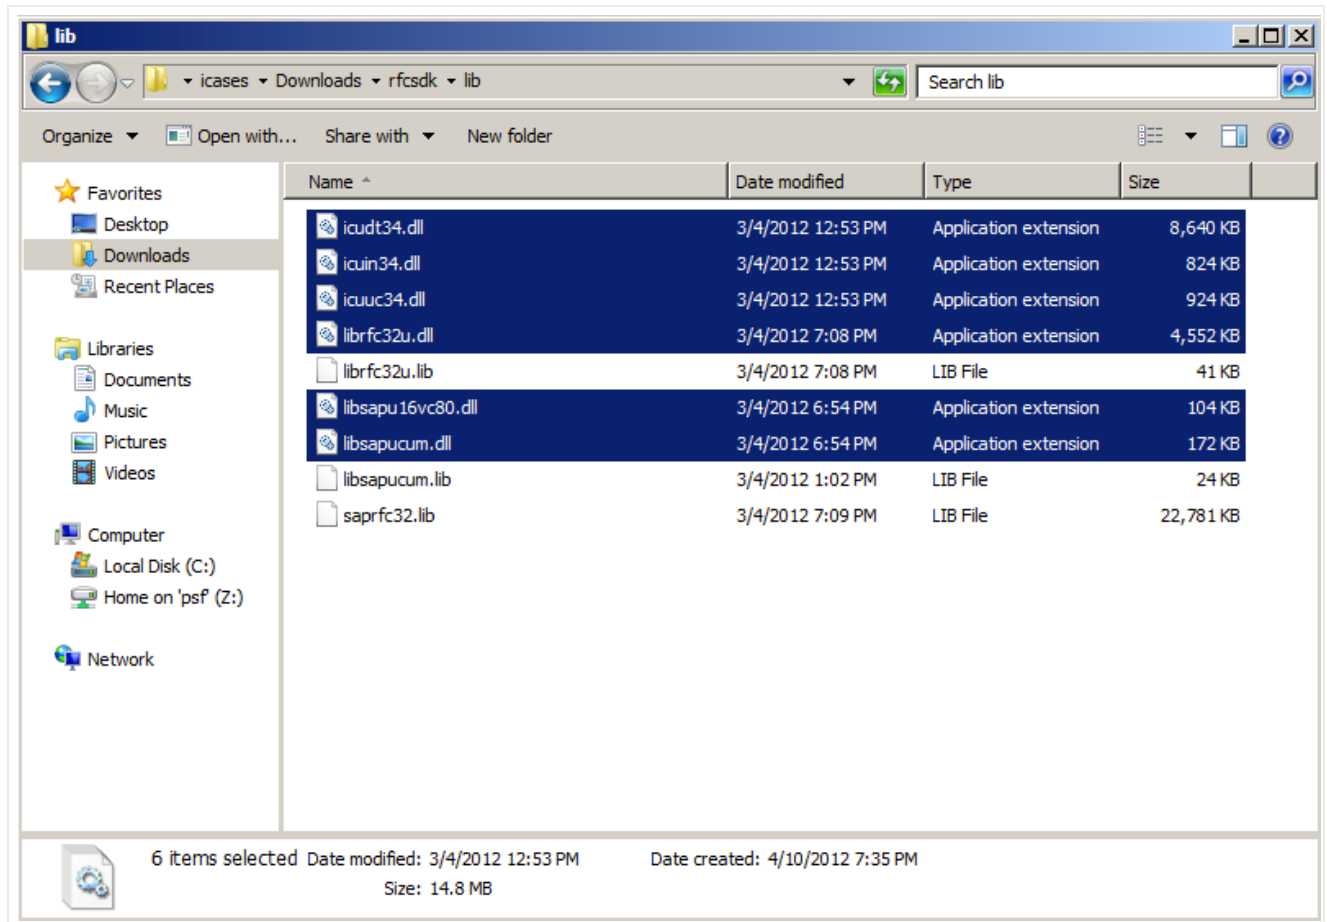 lib
icases Downloads rfcsdk lib Search lib
Organize Open with... Share with New folder
Favorites
Desktop
Downloads
Recent Places
Libraries
Documents
Music
Pictures
Videos
Computer
Local Disk (C:)
Home on 'psf' (Z:)
Network
Name Date modified Type Size
icudt34.dll 3/4/2012 12:53 PM Application extension 8,640 KB
icuin34.dll 3/4/2012 12:53 PM Application extension 824 KB
icuuc34.dll 3/4/2012 12:53 PM Application extension 924 KB
librfc32u.dll 3/4/2012 7:08 PM Application extension 4,552 KB
librfc32u.lib 3/4/2012 7:08 PM LIB File 41 KB
libsapu16vc80.dll 3/4/2012 6:54 PM Application extension 104 KB
libsapucum.dll 3/4/2012 6:54 PM Application extension 172 KB
libsapucum.lib 3/4/2012 1:02 PM LIB File 24 KB
saprfc32.lib 3/4/2012 7:09 PM LIB File 22,781 KB
6 items selected Date modified: 3/4/2012 12:53 PM Date created: 4/10/2012 7:35 PM
Size: 14.8 MB